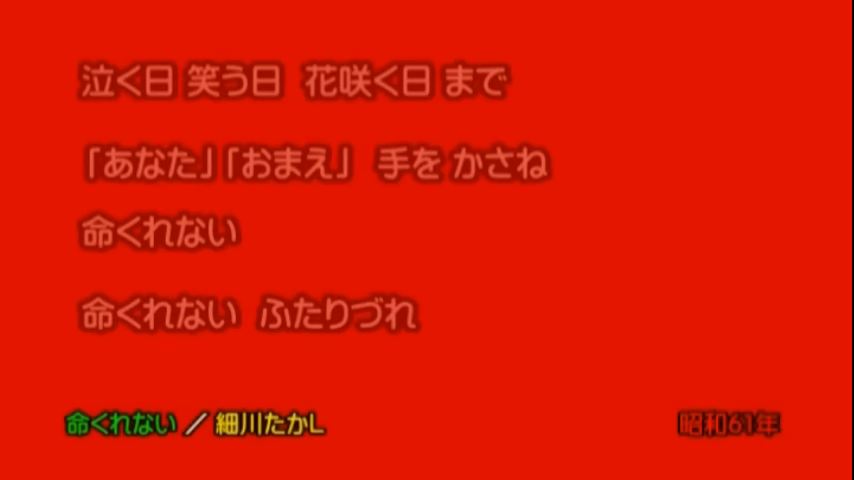 泣く日 笑う日 花咲く日 まで
「あなた」「おまえ」 手を かさね
命くれない
命くれない ふたりづれ
命くれない ／ 細川たかし 昭和61年